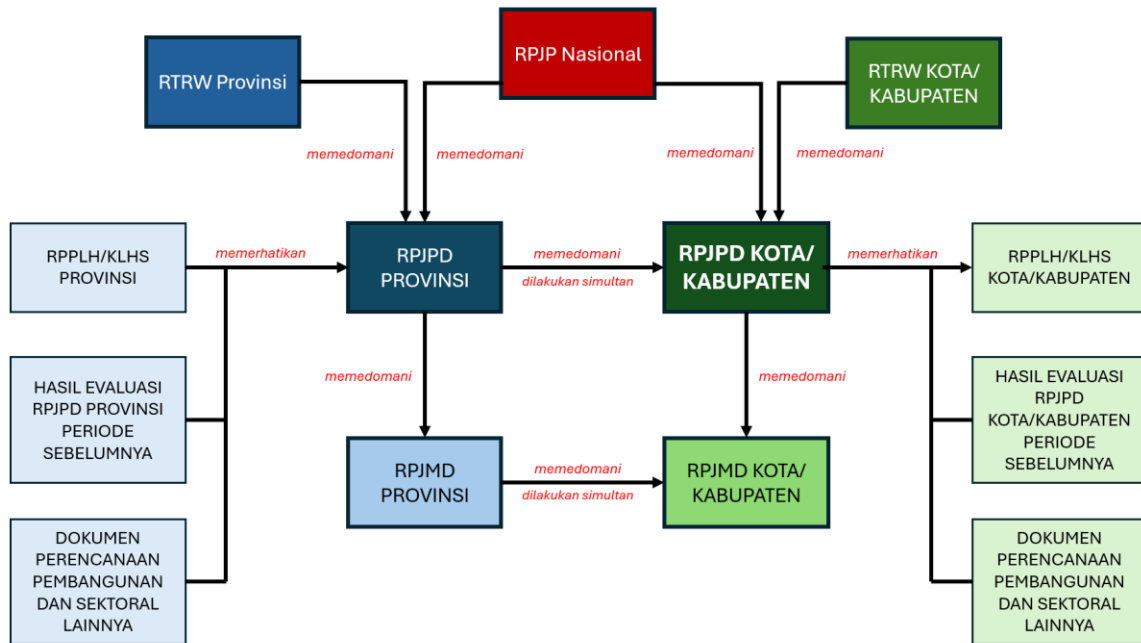 RTRW Provinsi
RPJP Nasional
RTRW KOTA/
KABUPATEN
memedomani
memedomani
memedomani
memedomani
RPPLH/KLHS
PROVINSI
memerhatikan
RPJPD
PROVINSI
memedomani
dilakukan simultan
RPJPD KOTA/
KABUPATEN
memerhatikan
RPPLH/KLHS
KOTA/KABUPATEN
HASIL EVALUASI
RPJPD PROVINSI
PERIODE
SEBELUMNYA
memedomani
memedomani
HASIL EVALUASI
RPJPD
KOTA/KABUPATEN
PERIODE
SEBELUMNYA
RPJMD
PROVINSI
memedomani
dilakukan simultan
RPJMD KOTA/
KABUPATEN
DOKUMEN
PERENCANAAN
PEMBANGUNAN
DAN SEKTORAL
LAINNYA
DOKUMEN
PERENCANAAN
PEMBANGUNAN
DAN SEKTORAL
LAINNYA